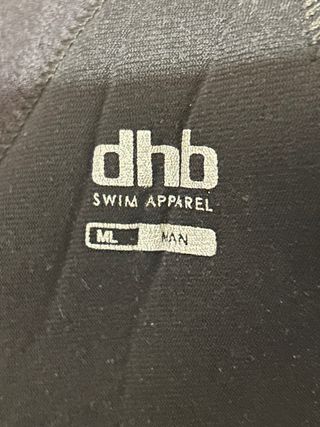 dhb
SWIM APPAREL
ML MAN